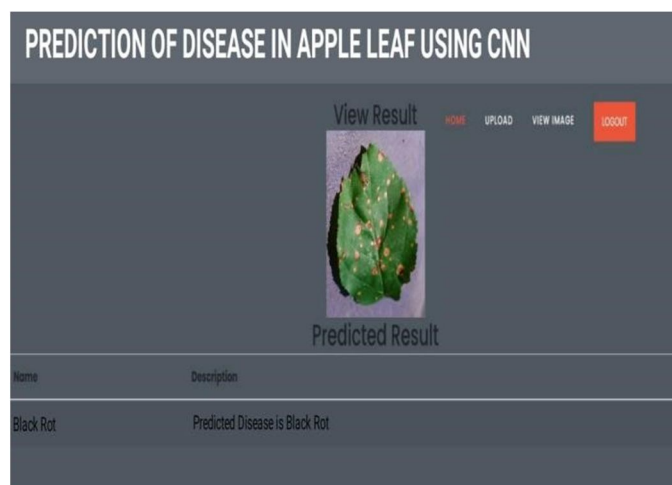 PREDICTION OF DISEASE IN APPLE LEAF USING CNN
View Result HOME UPLOAD VIEW IMAGE LOGOUT
Predicted Result
Name Description
Black Rot Predicted Disease is Black Rot